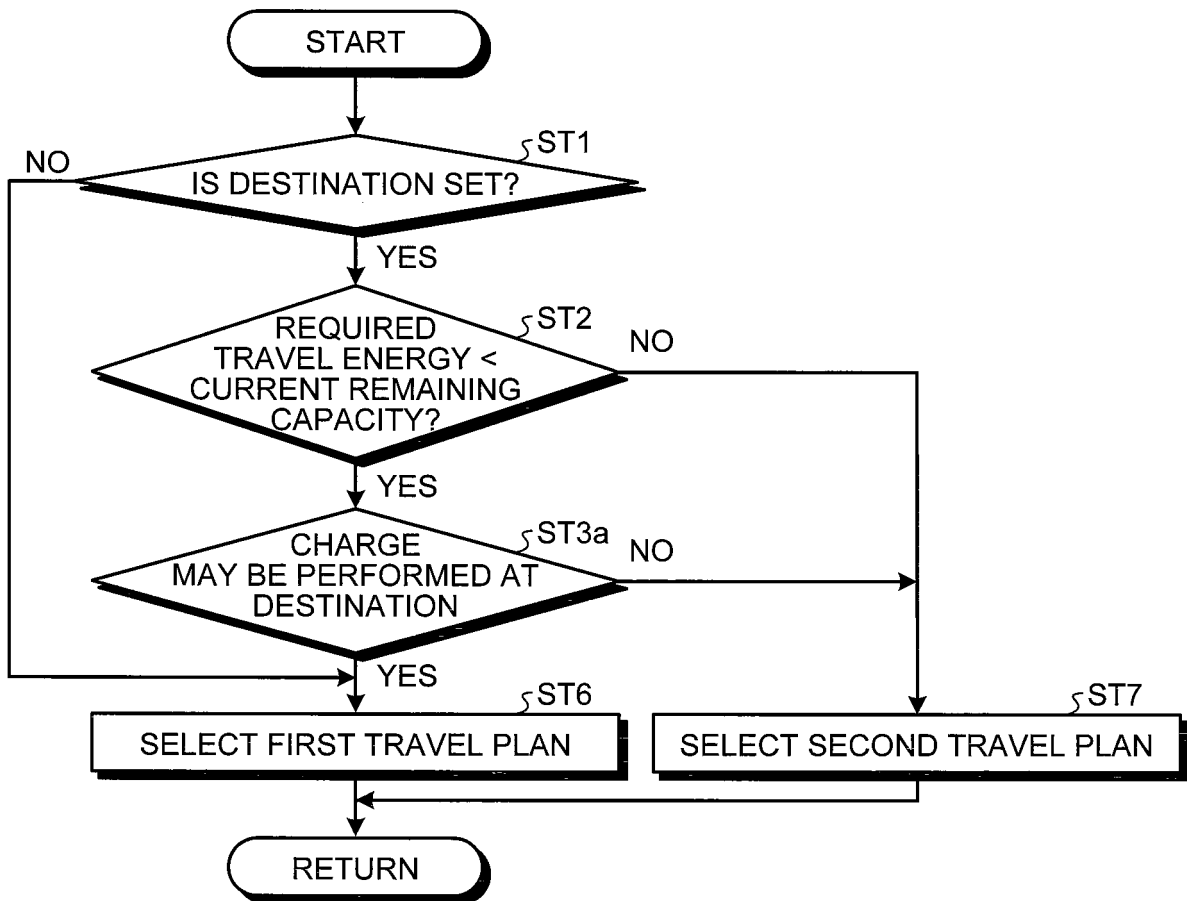 START
ST1
NO
IS DESTINATION SET?
YES
ST2
REQUIRED
TRAVEL ENERGY <
CURRENT REMAINING
CAPACITY?
NO
YES
ST3a
CHARGE
MAY BE PERFORMED AT
DESTINATION
NO
YES
ST6
SELECT FIRST TRAVEL PLAN
ST7
SELECT SECOND TRAVEL PLAN
RETURN